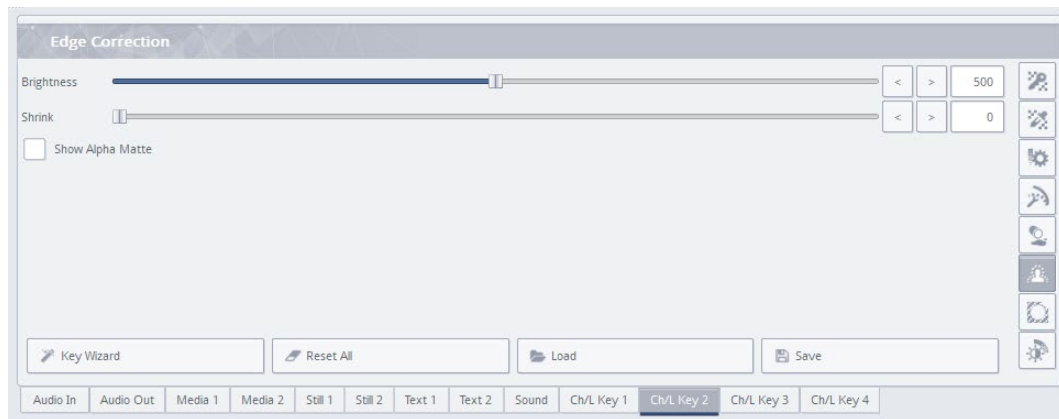 Edge Correction
Brightness < > 500
Shrink < > 0
Show Alpha Matte
Key Wizard Reset All Load Save
Audio In Audio Out Media 1 Media 2 Still 1 Still 2 Text 1 Text 2 Sound Ch/L Key 1 Ch/L Key 2 Ch/L Key 3 Ch/L Key 4